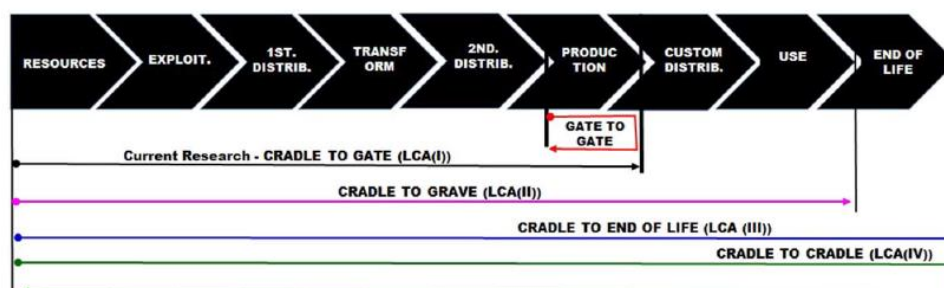 RESOURCES
EXPLOIT.
1ST.
DISTRIB.
TRANSF
ORM
2ND.
DISTRIB.
PRODUC
TION
CUSTOM
DISTRIB.
USE
END OF
LIFE
GATE TO
GATE
Current Research - CRADLE TO GATE (LCA(I))
CRADLE TO GRAVE (LCA(II)
CRADLE TO END OF LIFE (LCA (III))
CRADLE TO CRADLE (LCA(IV))